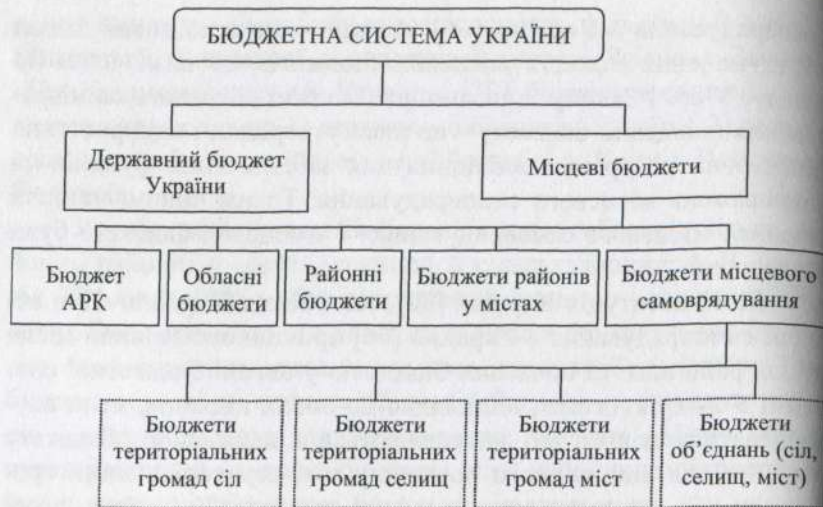 БЮДЖЕТНА СИСТЕМА УКРАЇНИ
Державний бюджет
України
Місцеві бюджети
Бюджет
АРК
Обласні
бюджети
Районні
бюджети
Бюджети районів
у містах
Бюджети місцевого
самоврядування
Бюджети
територіальних
громад сіл
Бюджети
територіальних
громад селищ
Бюджети
територіальних
громад міст
Бюджети
об’єднань (сіл,
селищ, міст)